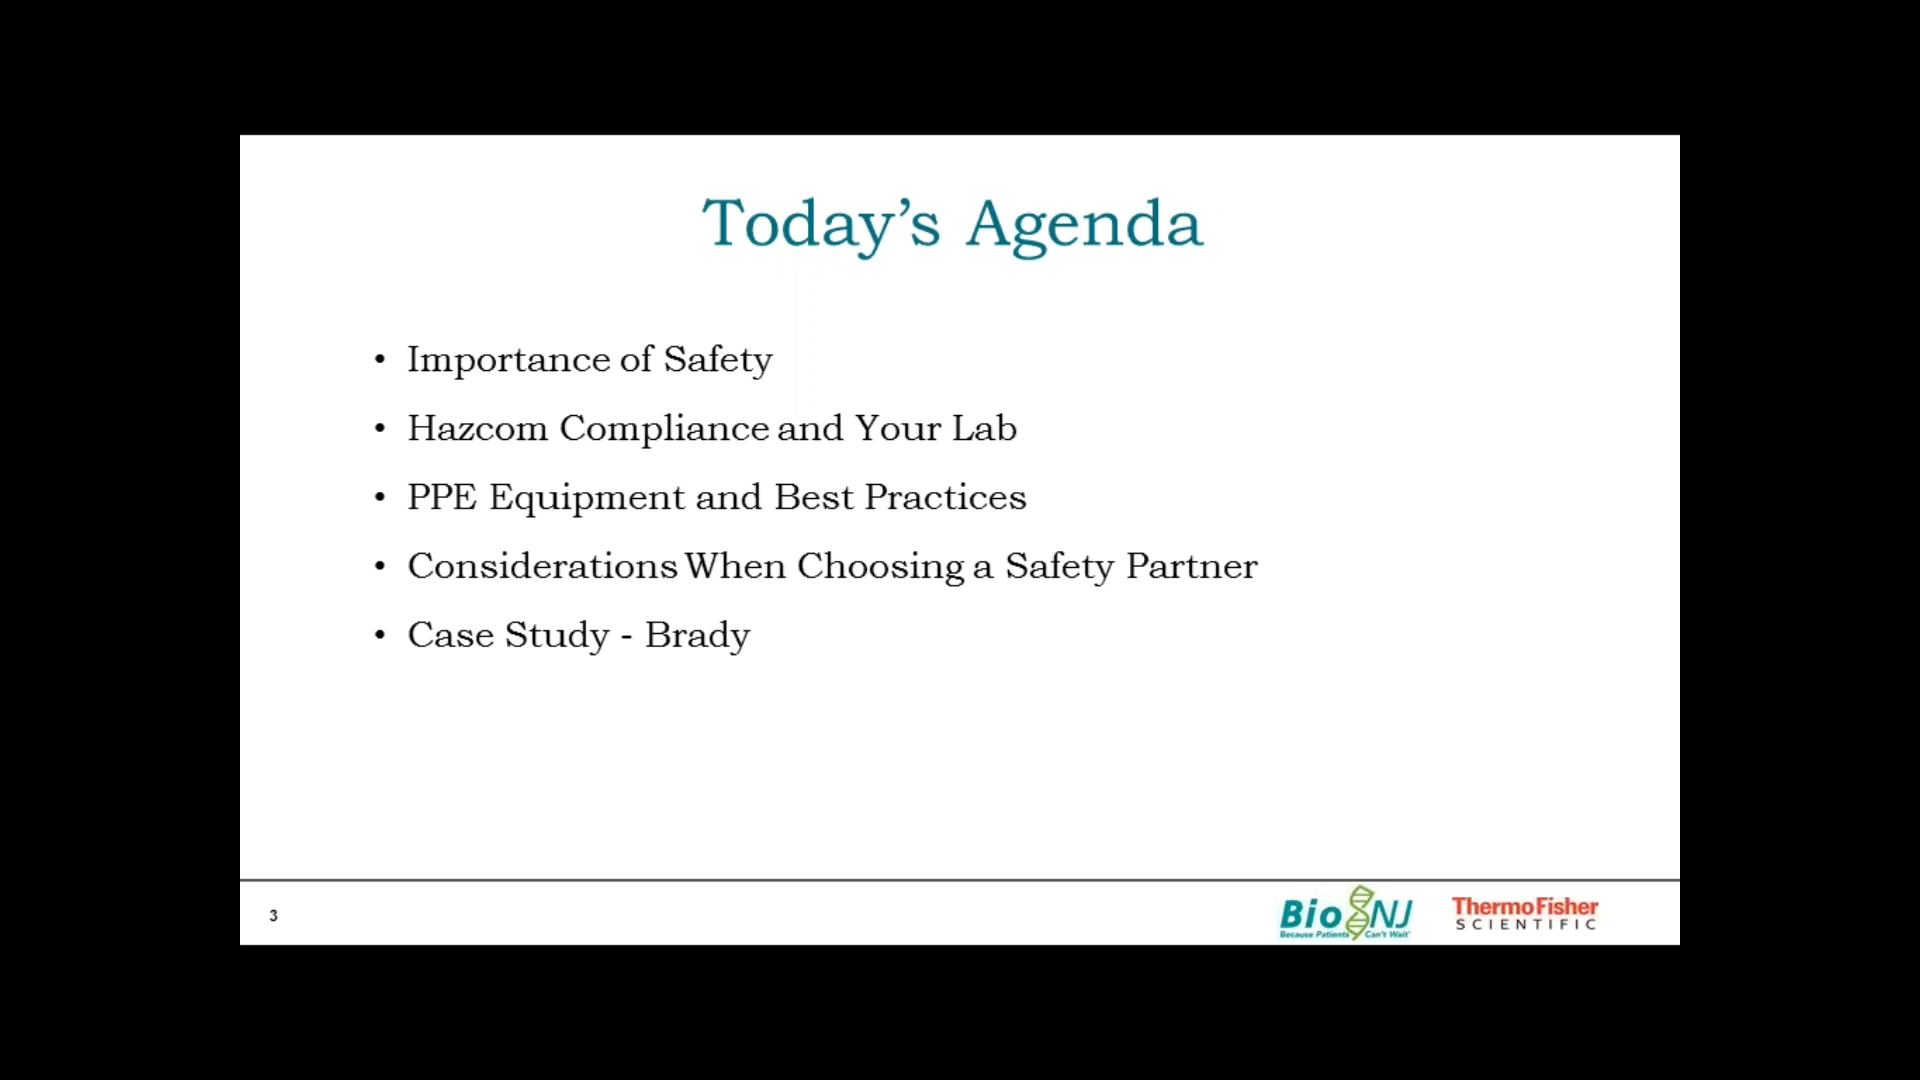 Today’s Agenda
• Importance of Safety
• Hazcom Compliance and Your Lab
• PPE Equipment and Best Practices
• Considerations When Choosing a Safety Partner
• Case Study - Brady
3
BioNJ
Because Patients Can't Wait
ThermoFisher
SCIENTIFIC